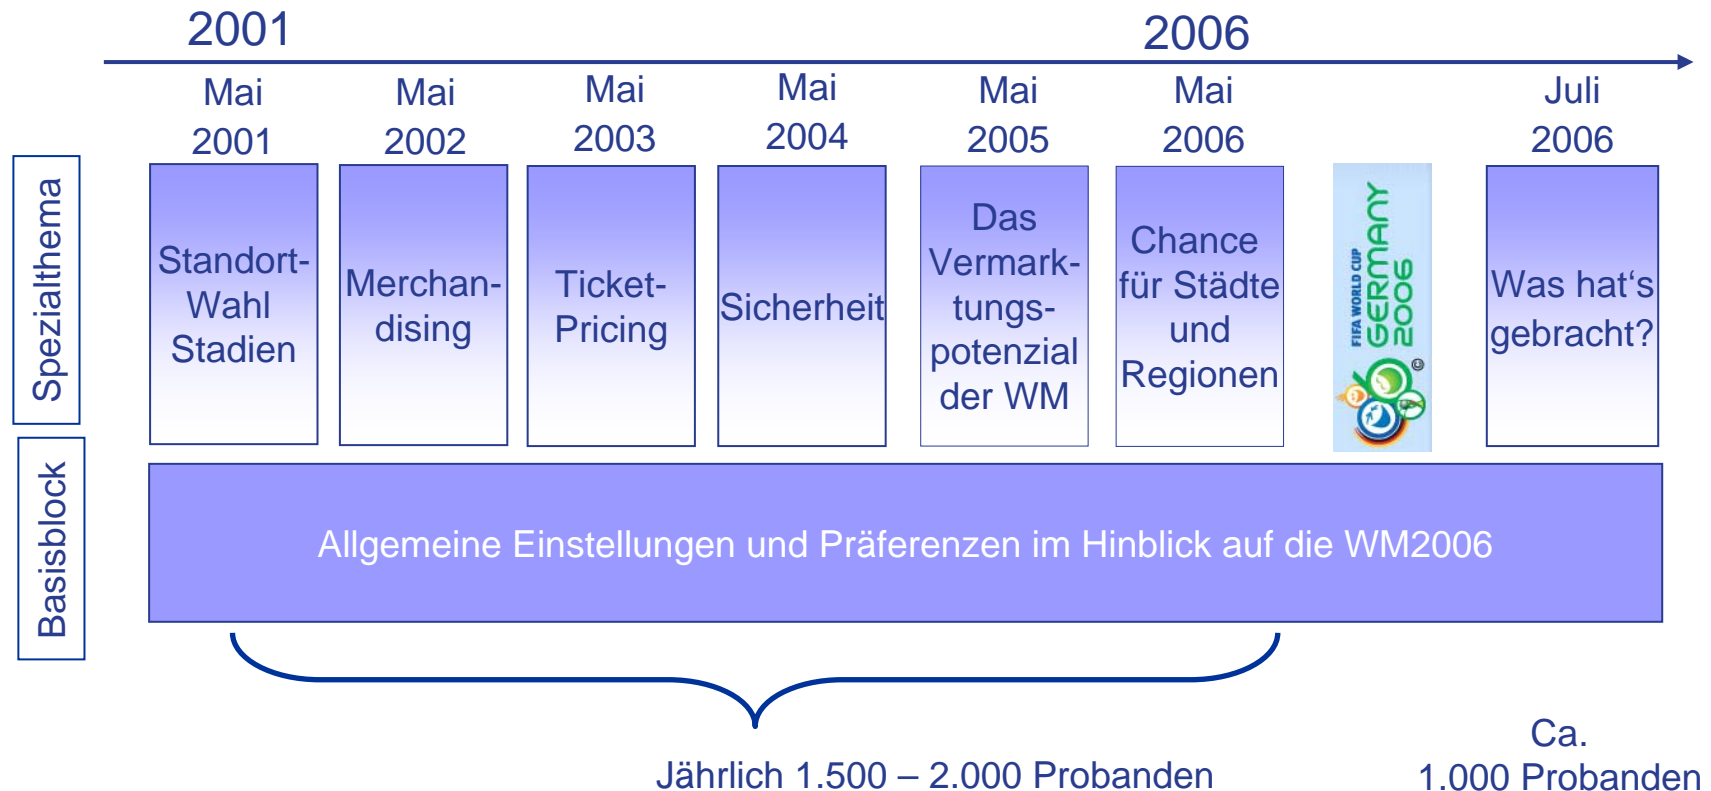 2001
2006
Mai
2001
Mai
2002
Mai
2003
Mai
2004
Mai
2005
Mai
2006
Juli
2006
Spezialthema
Standort-
Wahl
Stadien
Merchan-
dising
Ticket-
Pricing
Sicherheit
Das
Vermark-
tungs-
potenzial
der WM
Chance
für Städte
und
Regionen
FIFA WORLD CUP
GERMANY
2006
©
Was hat‘s
gebracht?
Basisblock
Allgemeine Einstellungen und Präferenzen im Hinblick auf die WM2006
Jährlich 1.500 – 2.000 Probanden
Ca.
1.000 Probanden